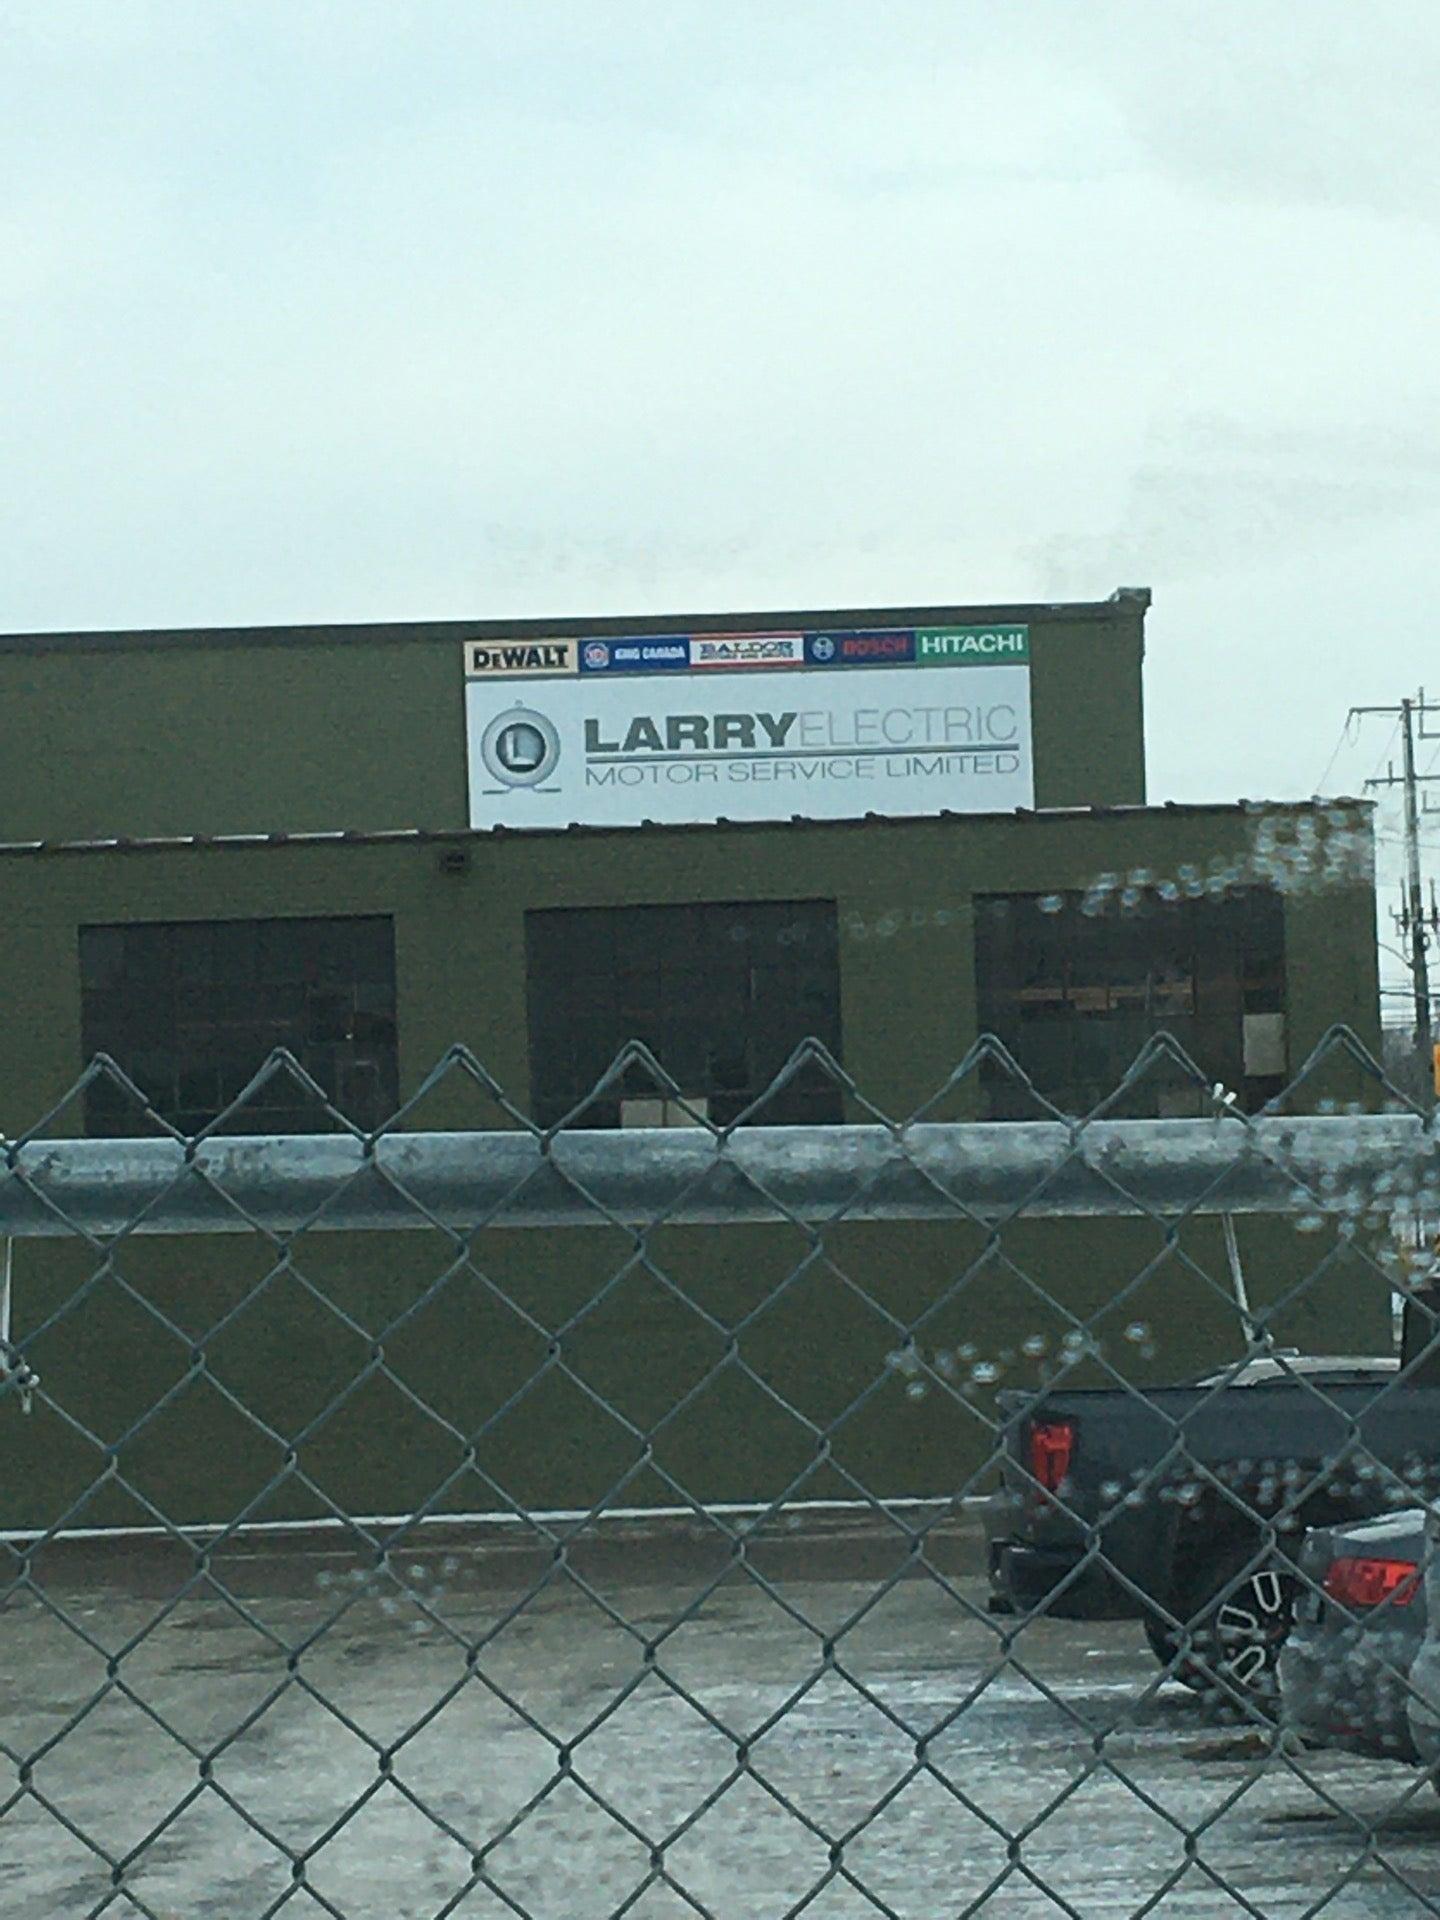 DEWALT KING CANADA BALDOR BOSCH HITACHI
L LARRYELECTRIC
MOTOR SERVICE LIMITED